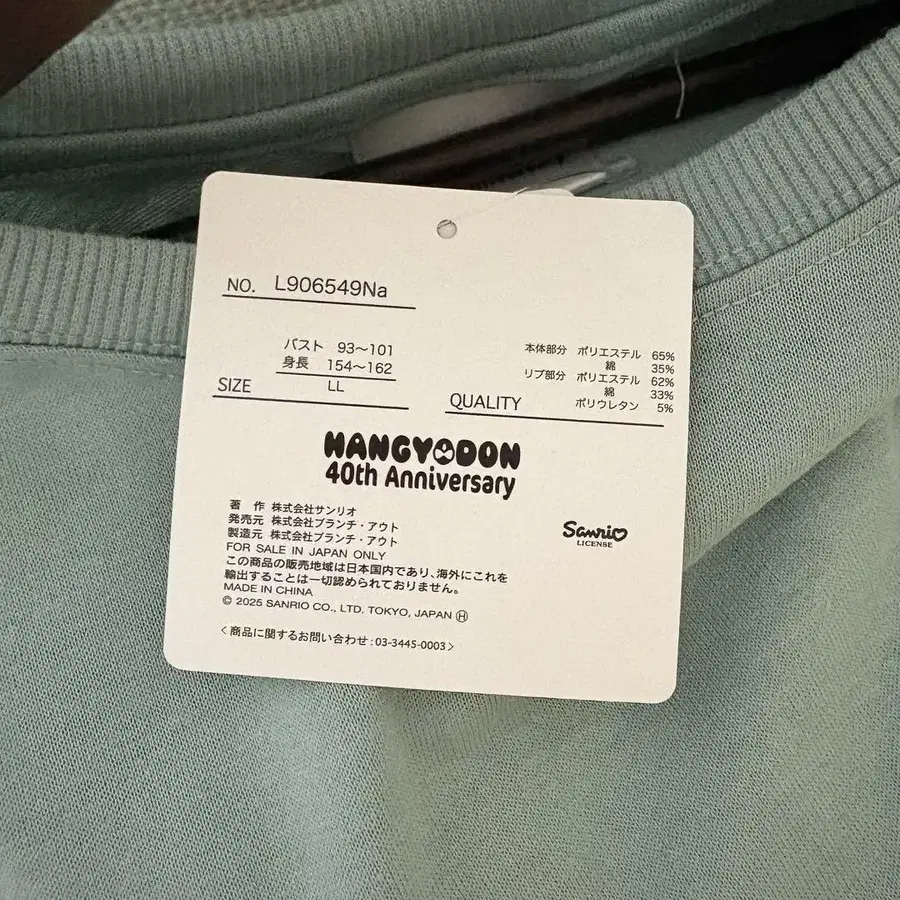 NO. L906549Na
バスト 93〜101
身長 154〜162
SIZE LL
本体部分 ポリエステル 65%
綿 35%
リブ部分 ポリエステル 62%
綿 33%
ポリウレタン 5%
QUALITY
HANGYODON
40th Anniversary
著 作 株式会社サンリオ
発売元 株式会社ブランチ・アウト
製造元 株式会社ブランチ・アウト
FOR SALE IN JAPAN ONLY
この商品の販売地域は日本国内であり、海外にこれを
輸出することは一切認められておりません。
MADE IN CHINA
© 2025 SANRIO CO., LTD. TOKYO, JAPAN Ⓗ
〈商品に関するお問い合わせ:03-3445-0003〉
Sanrio
LICENSE